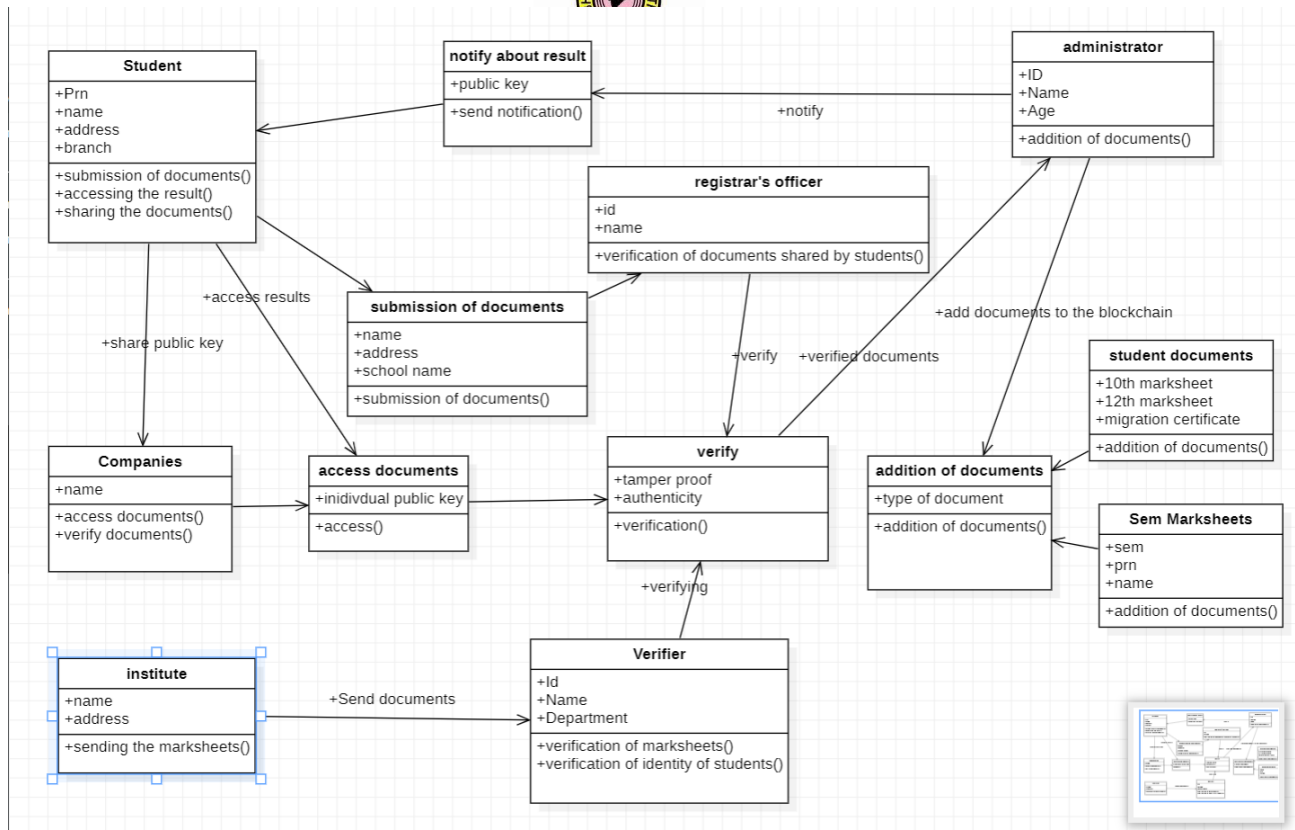 Student
+Prn
+name
+address
+branch
+submission of documents()
+accessing the result()
+sharing the documents()
notify about result
+public key
+send notification()
+notify
administrator
+ID
+Name
+Age
+addition of documents()
registrar's officer
+id
+name
+verification of documents shared by students()
+access results
+share public key
submission of documents
+name
+address
+school name
+submission of documents()
+verify
+verified documents
+add documents to the blockchain
student documents
+10th marksheet
+12th marksheet
+migration certificate
+addition of documents()
Companies
+name
+access documents()
+verify documents()
access documents
+inidivdual public key
+access()
verify
+tamper proof
+authenticity
+verification()
addition of documents
+type of document
+addition of documents()
Sem Marksheets
+sem
+prn
+name
+addition of documents()
+verifying
institute
+name
+address
+sending the marksheets()
+Send documents
Verifier
+Id
+Name
+Department
+verification of marksheets()
+verification of identity of students()